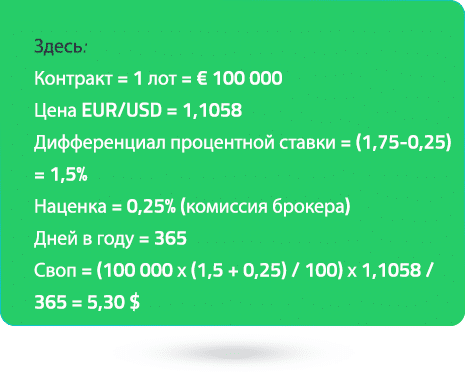 Здесь:
Контракт = 1 лот = € 100 000
Цена EUR/USD = 1,1058
Дифференциал процентной ставки = (1,75-0,25)
= 1,5%
Наценка = 0,25% (комиссия брокера)
Дней в году = 365
Своп = (100 000 x (1,5 + 0,25) / 100) x 1,1058 /
365 = 5,30 $